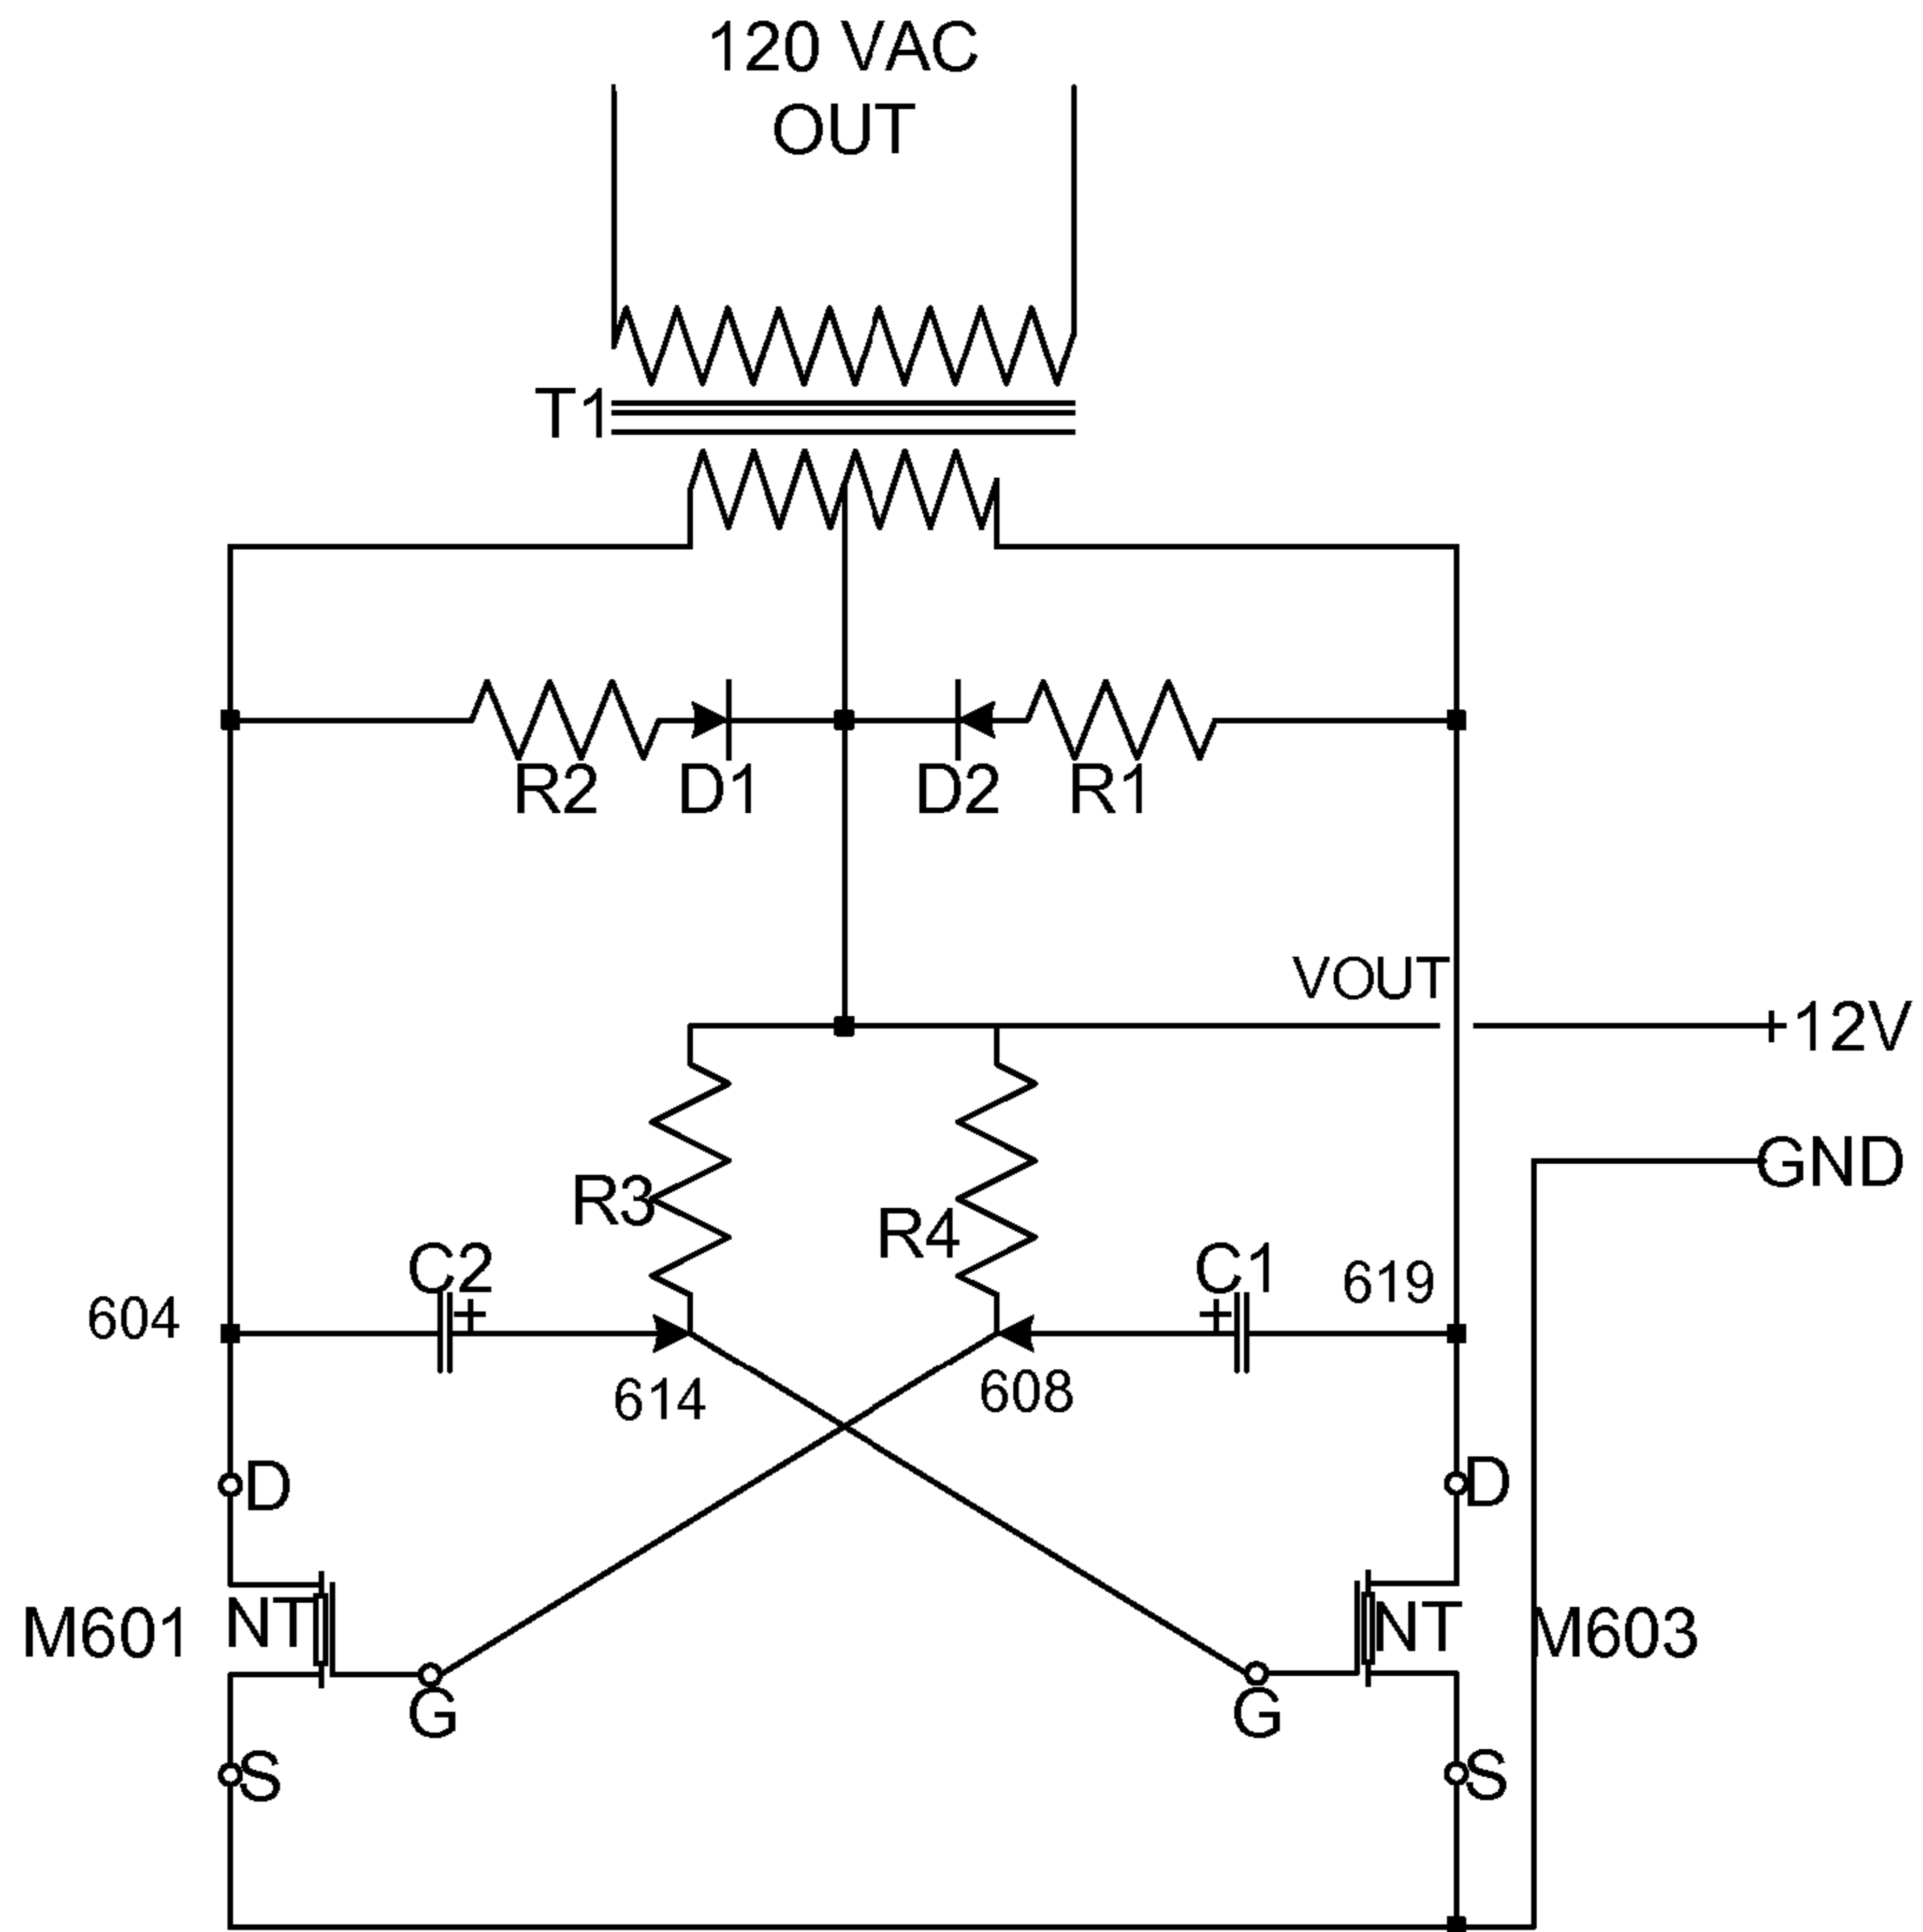 120 VAC
OUT
T1
R2
D1
D2
R1
VOUT
+12V
GND
R3
R4
C2
+
C1
+
619
604
614
608
D
D
M601
NT
NT
M603
G
G
S
S